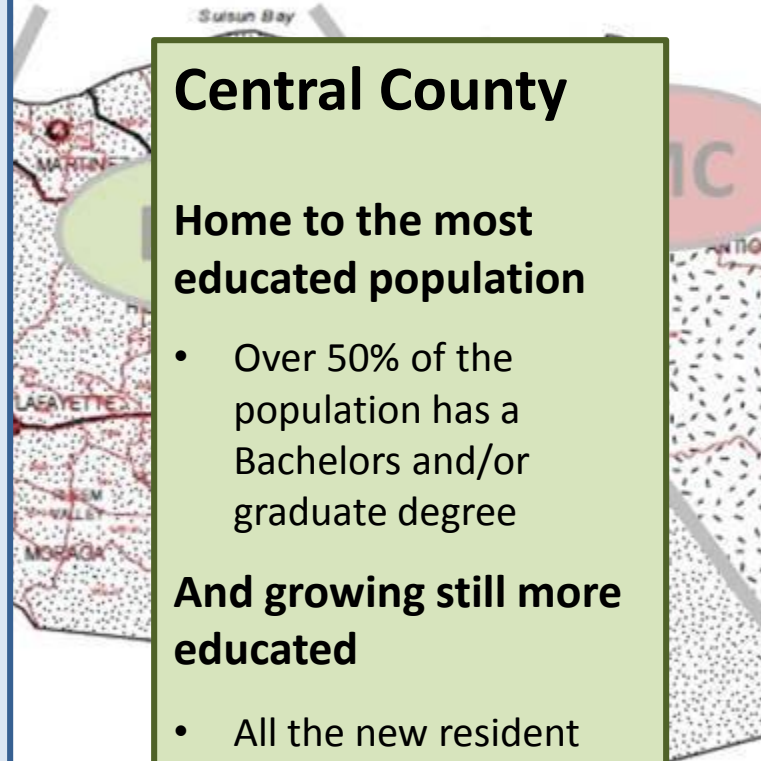 Suisun Bay
Central County
MC
MARTINEZ
ANTIO
Home to the most
educated population
• Over 50% of the
population has a
Bachelors and/or
graduate degree
LAFAYETTE
VALLEY
MORAGA
And growing still more
educated
• All the new resident